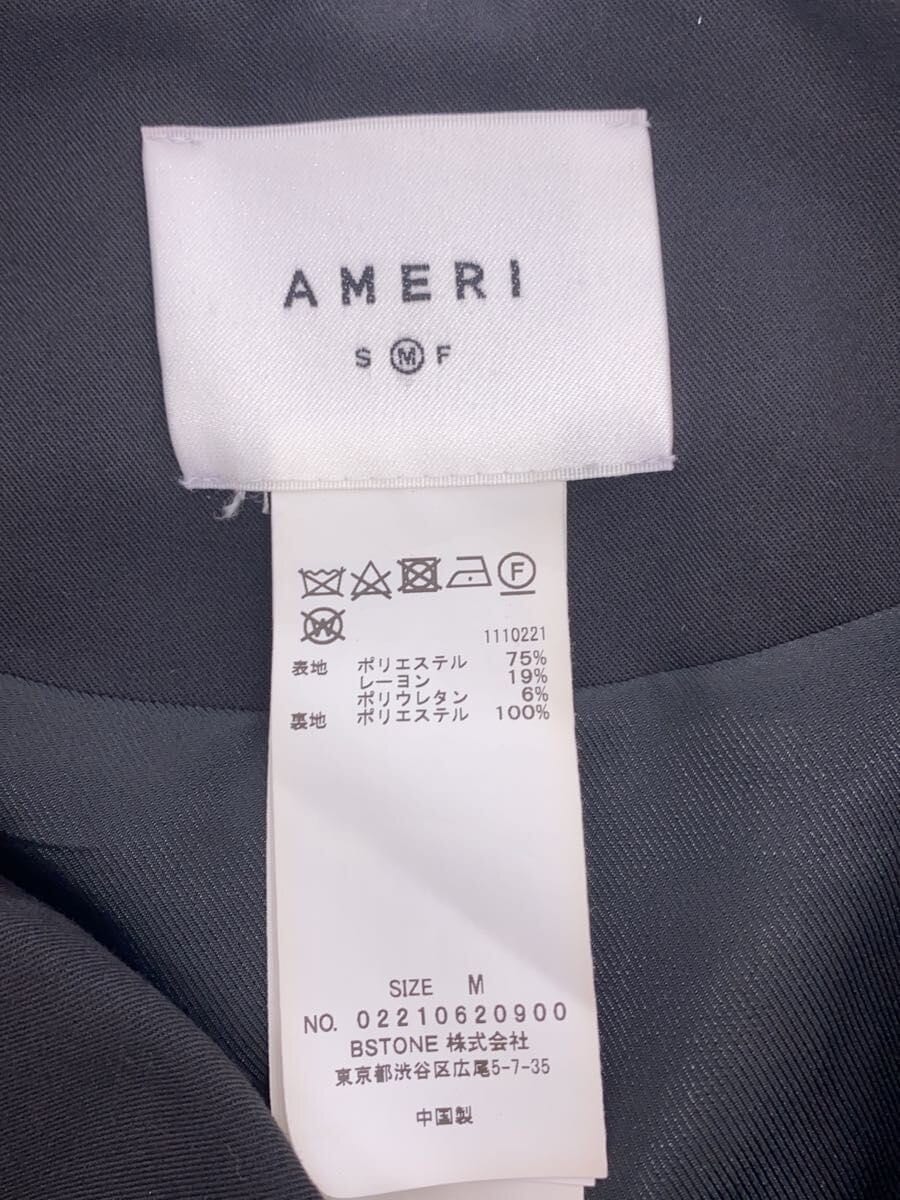 AMERI
S M F
F
W
1110221
表地 ポリエステル 75%
レーヨン 19%
ポリウレタン 6%
裏地 ポリエステル 100%
SIZE M
NO. 02210620900
BSTONE 株式会社
東京都渋谷区広尾5-7-35
中国製